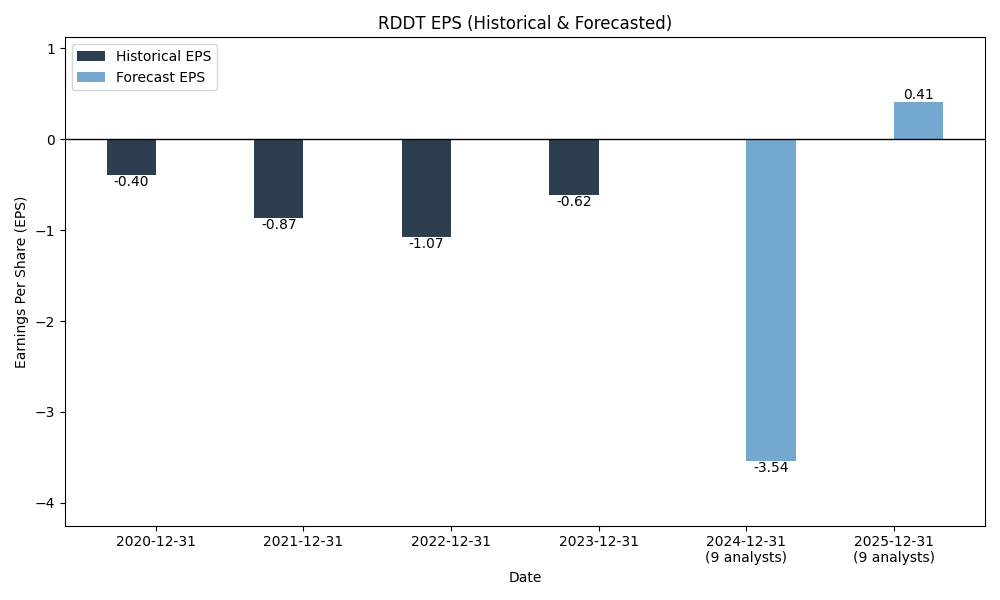 RDDT EPS (Historical & Forecasted)
Historical EPS
Forecast EPS
Earnings Per Share (EPS)
1
0
−1
−2
−3
−4
-0.40
-0.87
-1.07
-0.62
-3.54
0.41
2020-12-31
2021-12-31
2022-12-31
2023-12-31
2024-12-31
(9 analysts)
2025-12-31
(9 analysts)
Date